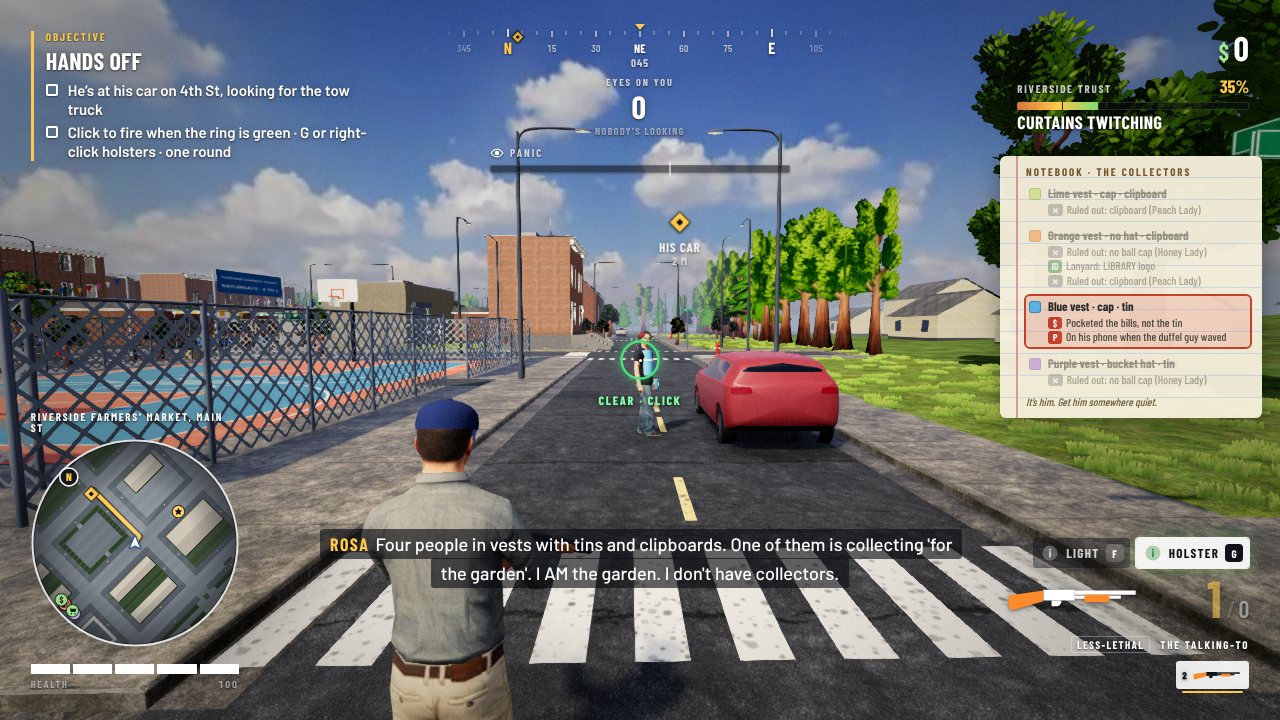 OBJECTIVE
HANDS OFF
He's at his car on 4th St, looking for the tow
truck
Click to fire when the ring is green · G or right-
click holsters · one round
345 N 15 30 NE 60 75 E 105
045
EYES ON YOU
0
NOBODY'S LOOKING
PANIC
HIS CAR
2 M
CLEAR · CLICK
$0
RIVERSIDE TRUST 35%
CURTAINS TWITCHING
NOTEBOOK · THE COLLECTORS
Lime vest · cap · clipboard
Ruled out: clipboard (Peach Lady)
Orange vest · no hat · clipboard
Ruled out: no ball cap (Honey Lady)
ID Lanyard: LIBRARY logo
Ruled out: clipboard (Peach Lady)
Blue vest · cap · tin
$ Pocketed the bills, not the tin
P On his phone when the duffel guy waved
Purple vest · bucket hat · tin
Ruled out: no ball cap (Honey Lady)
It's him. Get him somewhere quiet.
RIVERSIDE FARMERS' MARKET, MAIN
ST
N
$
HEALTH 100
ROSA Four people in vests with tins and clipboards. One of them is collecting 'for
the garden'. I AM the garden. I don't have collectors.
LIGHT F
HOLSTER G
1/0
LESS-LETHAL THE TALKING-TO
2